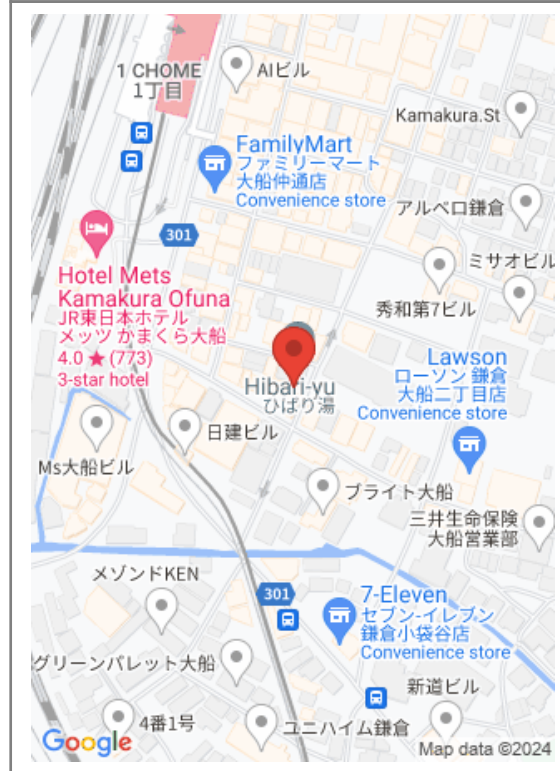 1 CHOME
1丁目
AIビル
Kamakura.St
FamilyMart
ファミリーマート
大船仲通店
Convenience store
アルベロ鎌倉
301
ミサオビル
Hotel Mets
Kamakura Ofuna
JR東日本ホテル
メッツ かまくら大船
4.0 ★ (773)
3-star hotel
秀和第7ビル
Lawson
ローソン 鎌倉
大船二丁目店
Convenience store
Hibari-yu
ひばり湯
日建ビル
Ms大船ビル
ブライト大船
三井生命保険
大船営業部
メゾンドKEN
301
7-Eleven
セブン-イレブン
鎌倉小袋谷店
Convenience store
グリーンパレット大船
新道ビル
4番1号
ユニハイム鎌倉
Google
Map data ©2024